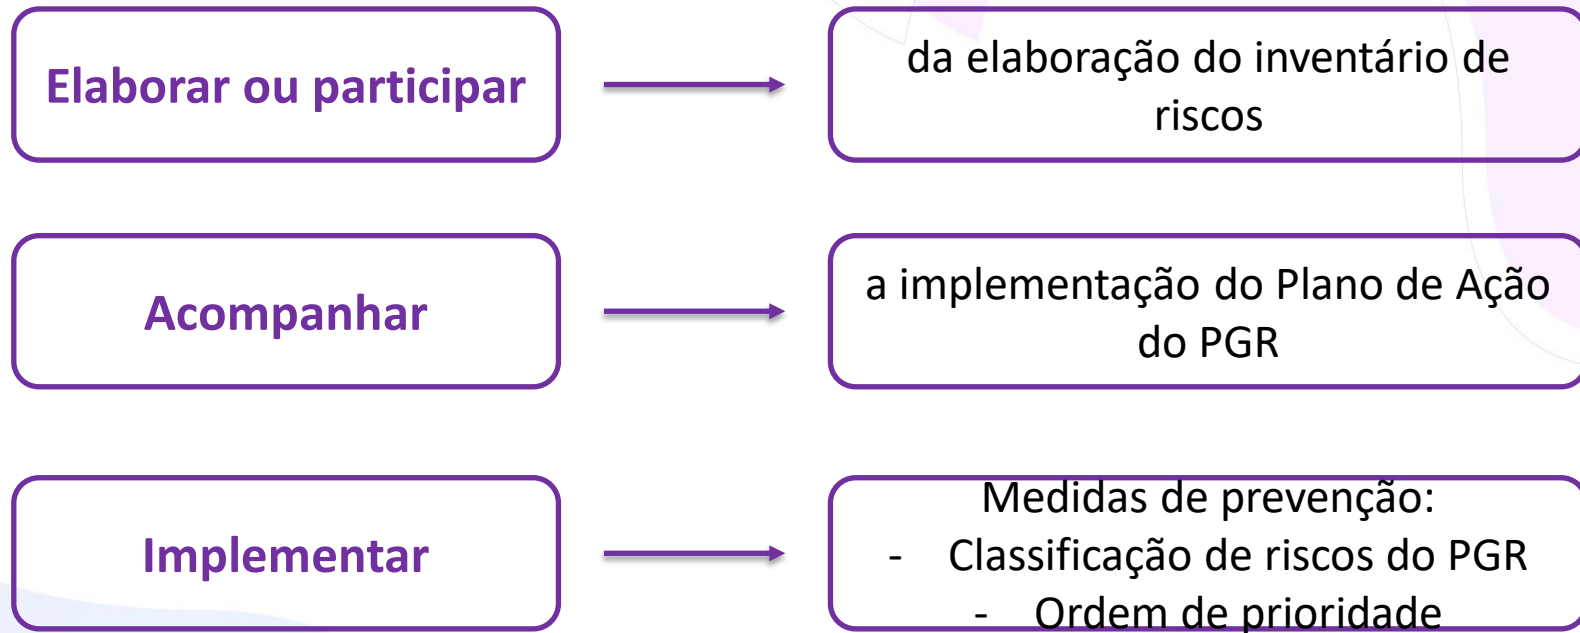 Elaborar ou participar
da elaboração do inventário de
riscos
Acompanhar
a implementação do Plano de Ação
do PGR
Implementar
Medidas de prevenção:
- Classificação de riscos do PGR
- Ordem de prioridade